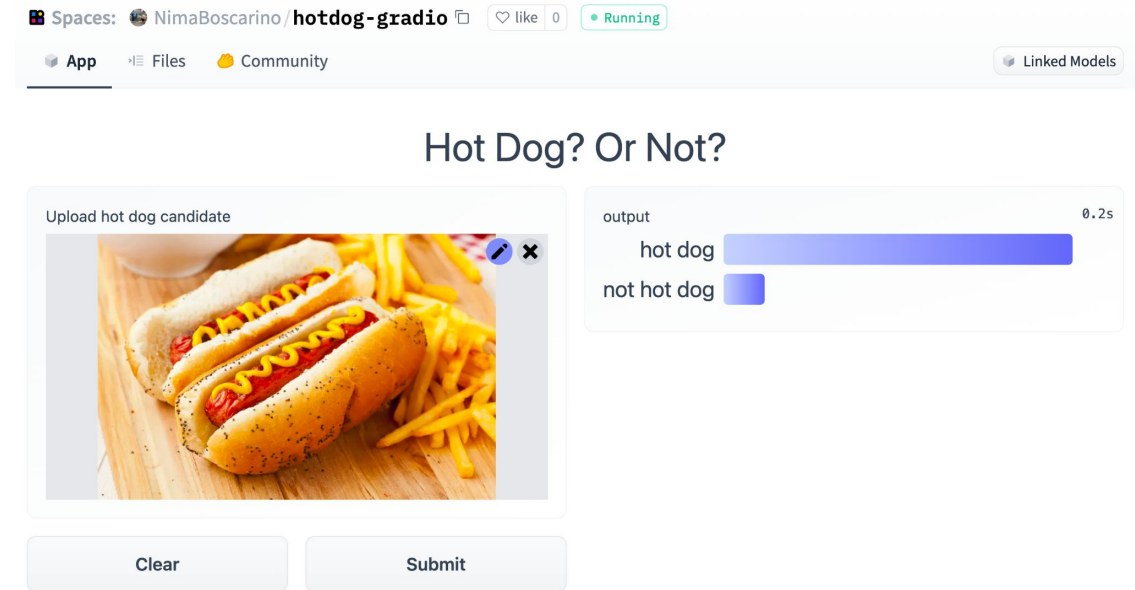 Spaces: NimaBoscarino/hotdog-gradio like 0 Running
App Files Community Linked Models
Hot Dog? Or Not?
Upload hot dog candidate
output 0.2s
hot dog
not hot dog
Clear Submit